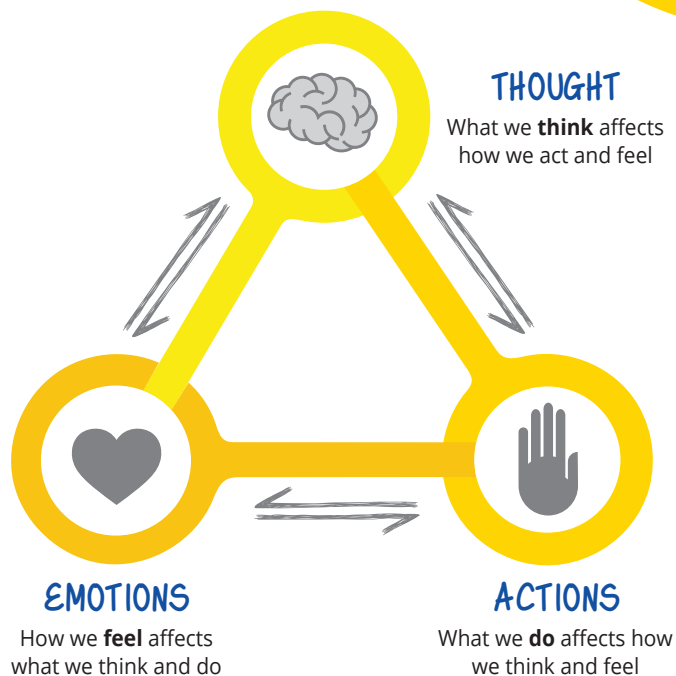 THOUGHT
What we think affects
how we act and feel
EMOTIONS
How we feel affects
what we think and do
ACTIONS
What we do affects how
we think and feel